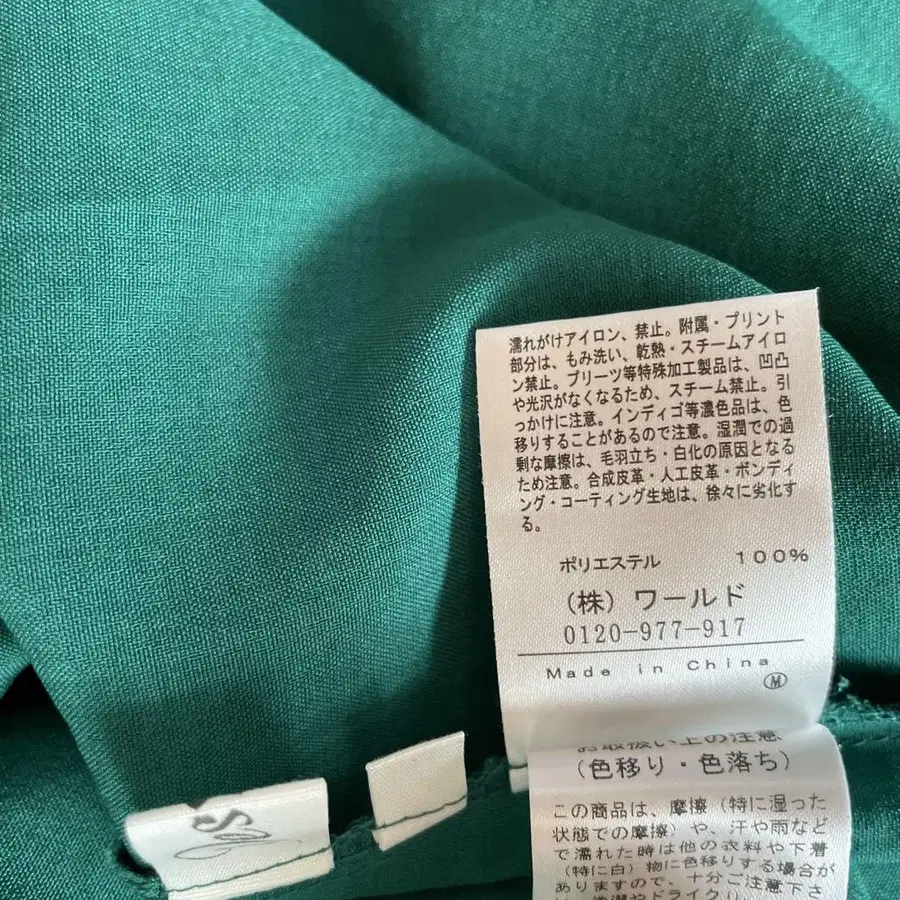 濡れがけアイロン、禁止。附属・プリント
部分は、もみ洗い、乾熱・スチームアイロ
ン禁止。プリーツ等特殊加工製品は、凹凸
や光沢がなくなるため、スチーム禁止。引
っかけに注意。インディゴ等濃色品は、色
移りすることがあるので注意。湿潤での過
剰な摩擦は、毛羽立ち・白化の原因となる
ため注意。合成皮革・人工皮革・ボンディ
ング・コーティング生地は、徐々に劣化す
る。
ポリエステル 100%
(株)ワールド
0120-977-917
Made in China
M
お取扱い上の注意
(色移り・色落ち)
この商品は、摩擦(特に湿った
状態での摩擦)や、汗や雨など
で濡れた時は他の衣料や下着
(特に白)物に色移りする場合が
ありますので、十分ご注意下さ